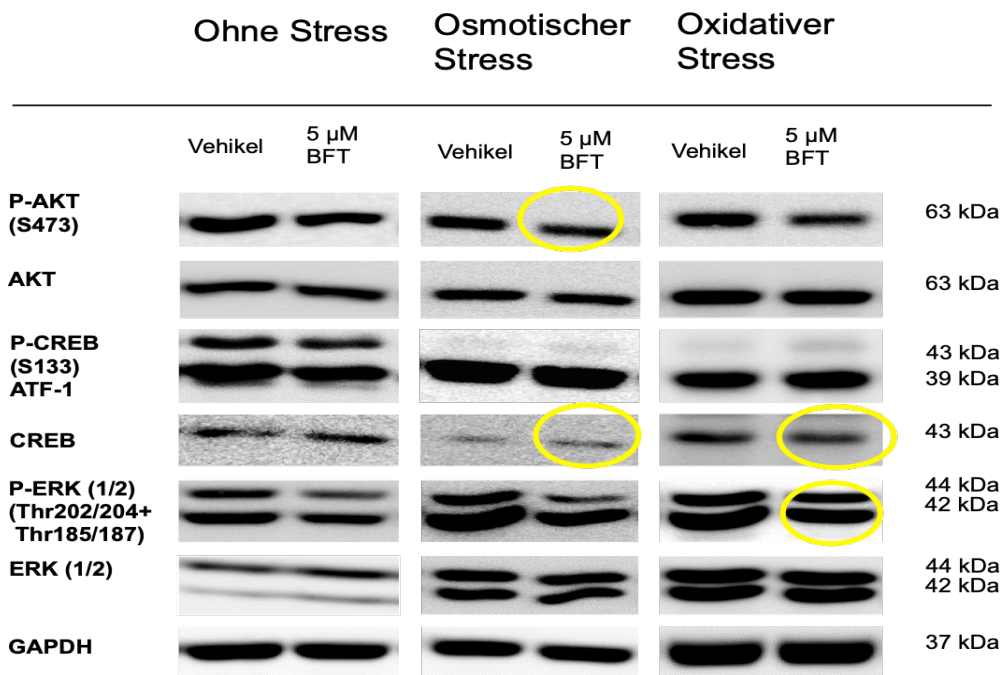 Ohne Stress
Osmotischer
Stress
Oxidativer
Stress
Vehikel
5 µM
BFT
Vehikel
5 µM
BFT
Vehikel
5 µM
BFT
P-AKT
(S473)
63 kDa
AKT
63 kDa
P-CREB
(S133)
ATF-1
43 kDa
39 kDa
CREB
43 kDa
P-ERK (1/2)
(Thr202/204+
Thr185/187)
44 kDa
42 kDa
ERK (1/2)
44 kDa
42 kDa
GAPDH
37 kDa